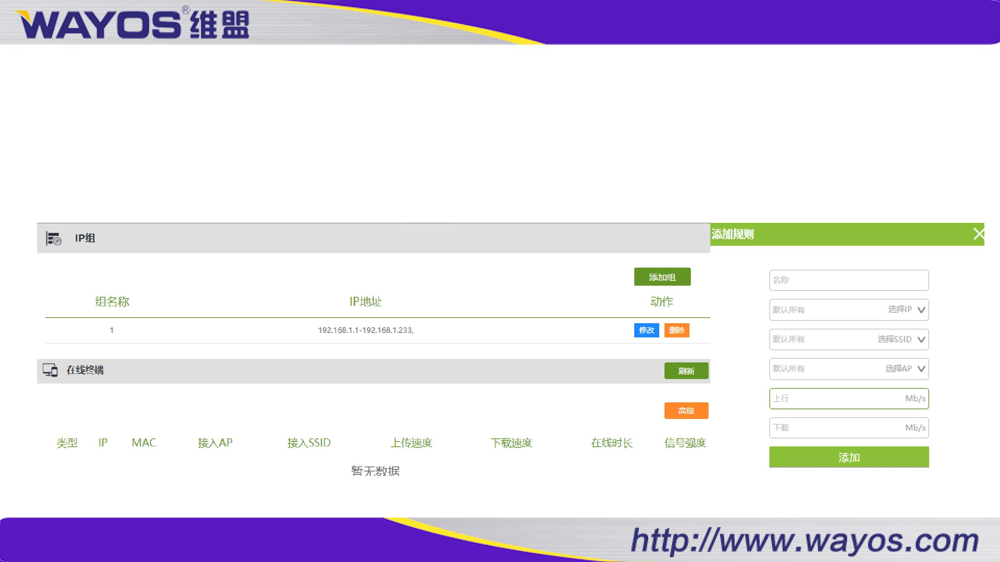 WAYOS®维盟
IP组
添加组
组名称 IP地址 动作
1 192.168.1.1-192.168.1.233, 修改 删除
在线终端 刷新
高级
类型 IP MAC 接入AP 接入SSID 上传速度 下载速度 在线时长 信号强度
暂无数据
添加规则
名称
默认所有 选择IP
默认所有 选择SSID
默认所有 选择AP
上行 Mb/s
下载 Mb/s
添加
http://www.wayos.com